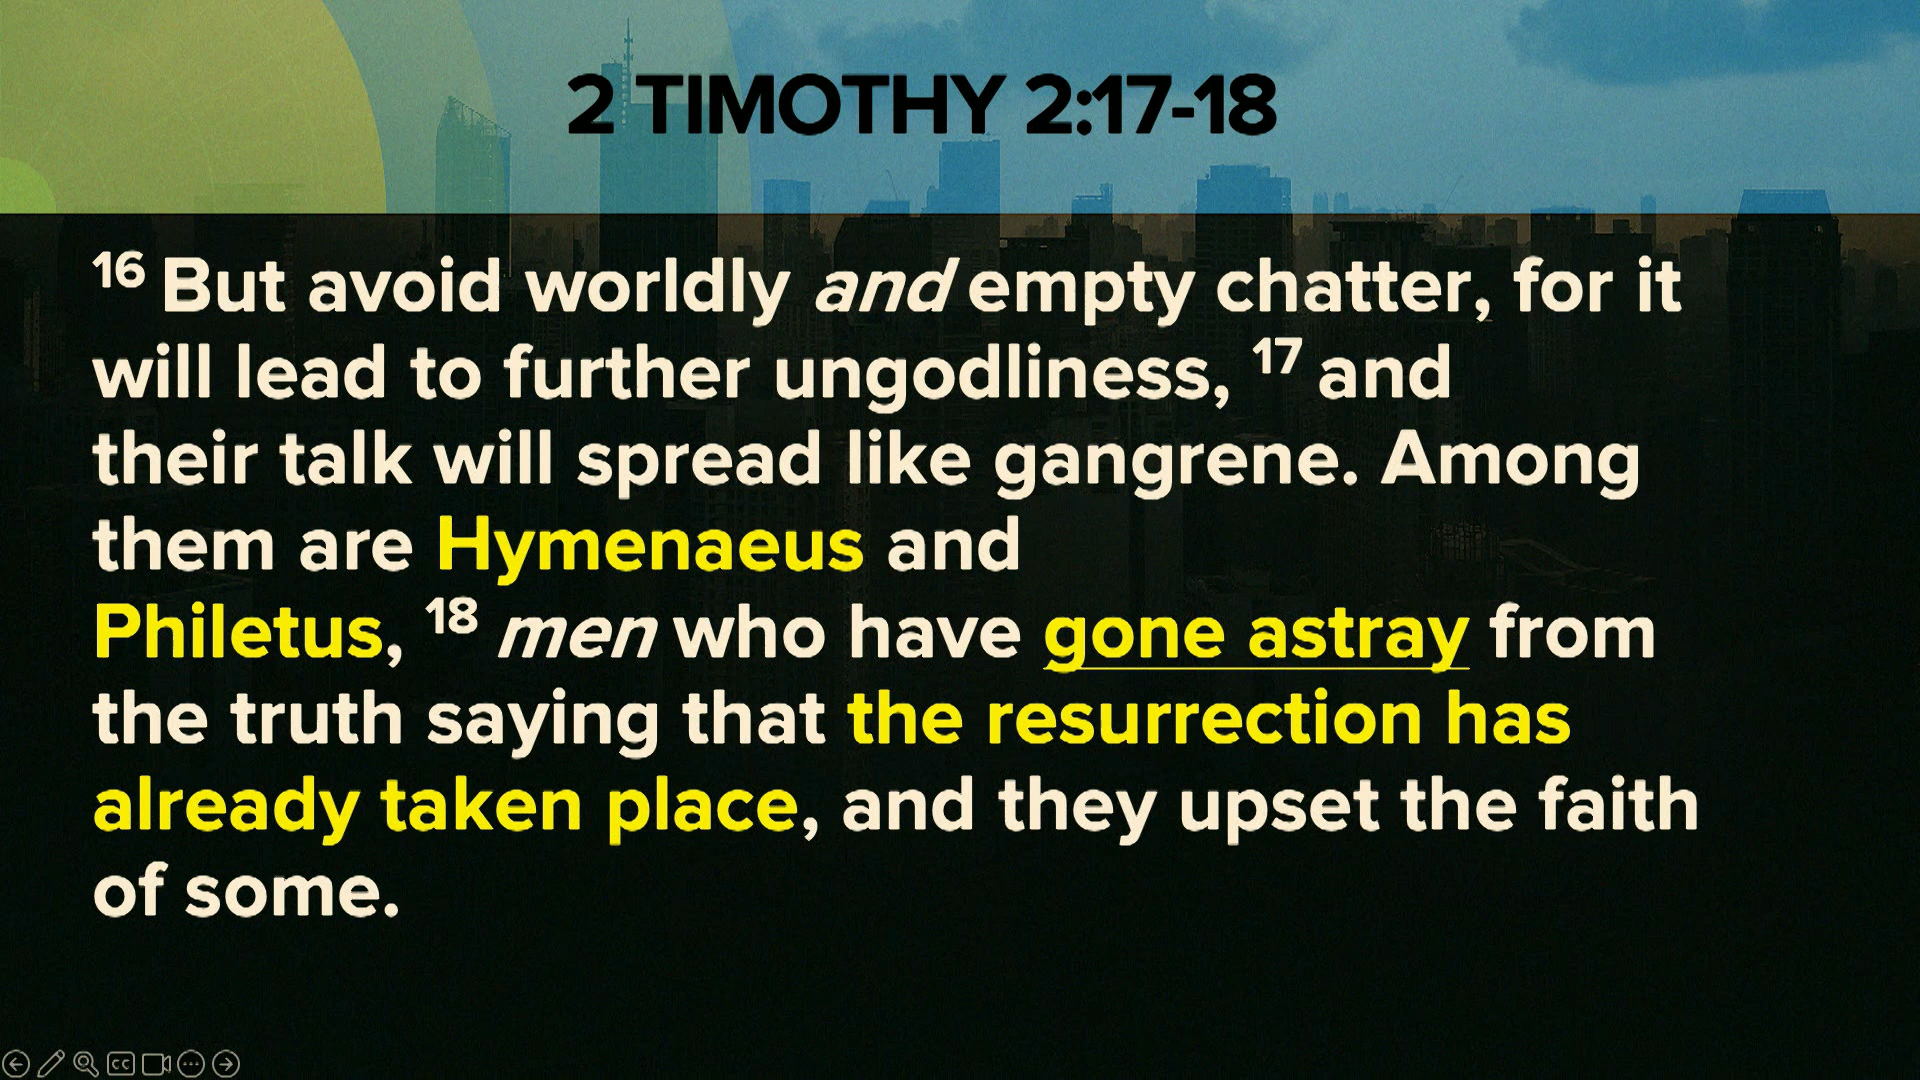 2 TIMOTHY 2:17-18
16 But avoid worldly and empty chatter, for it
will lead to further ungodliness, 17 and
their talk will spread like gangrene. Among
them are Hymenaeus and
Philetus, 18 men who have gone astray from
the truth saying that the resurrection has
already taken place, and they upset the faith
of some.
CC